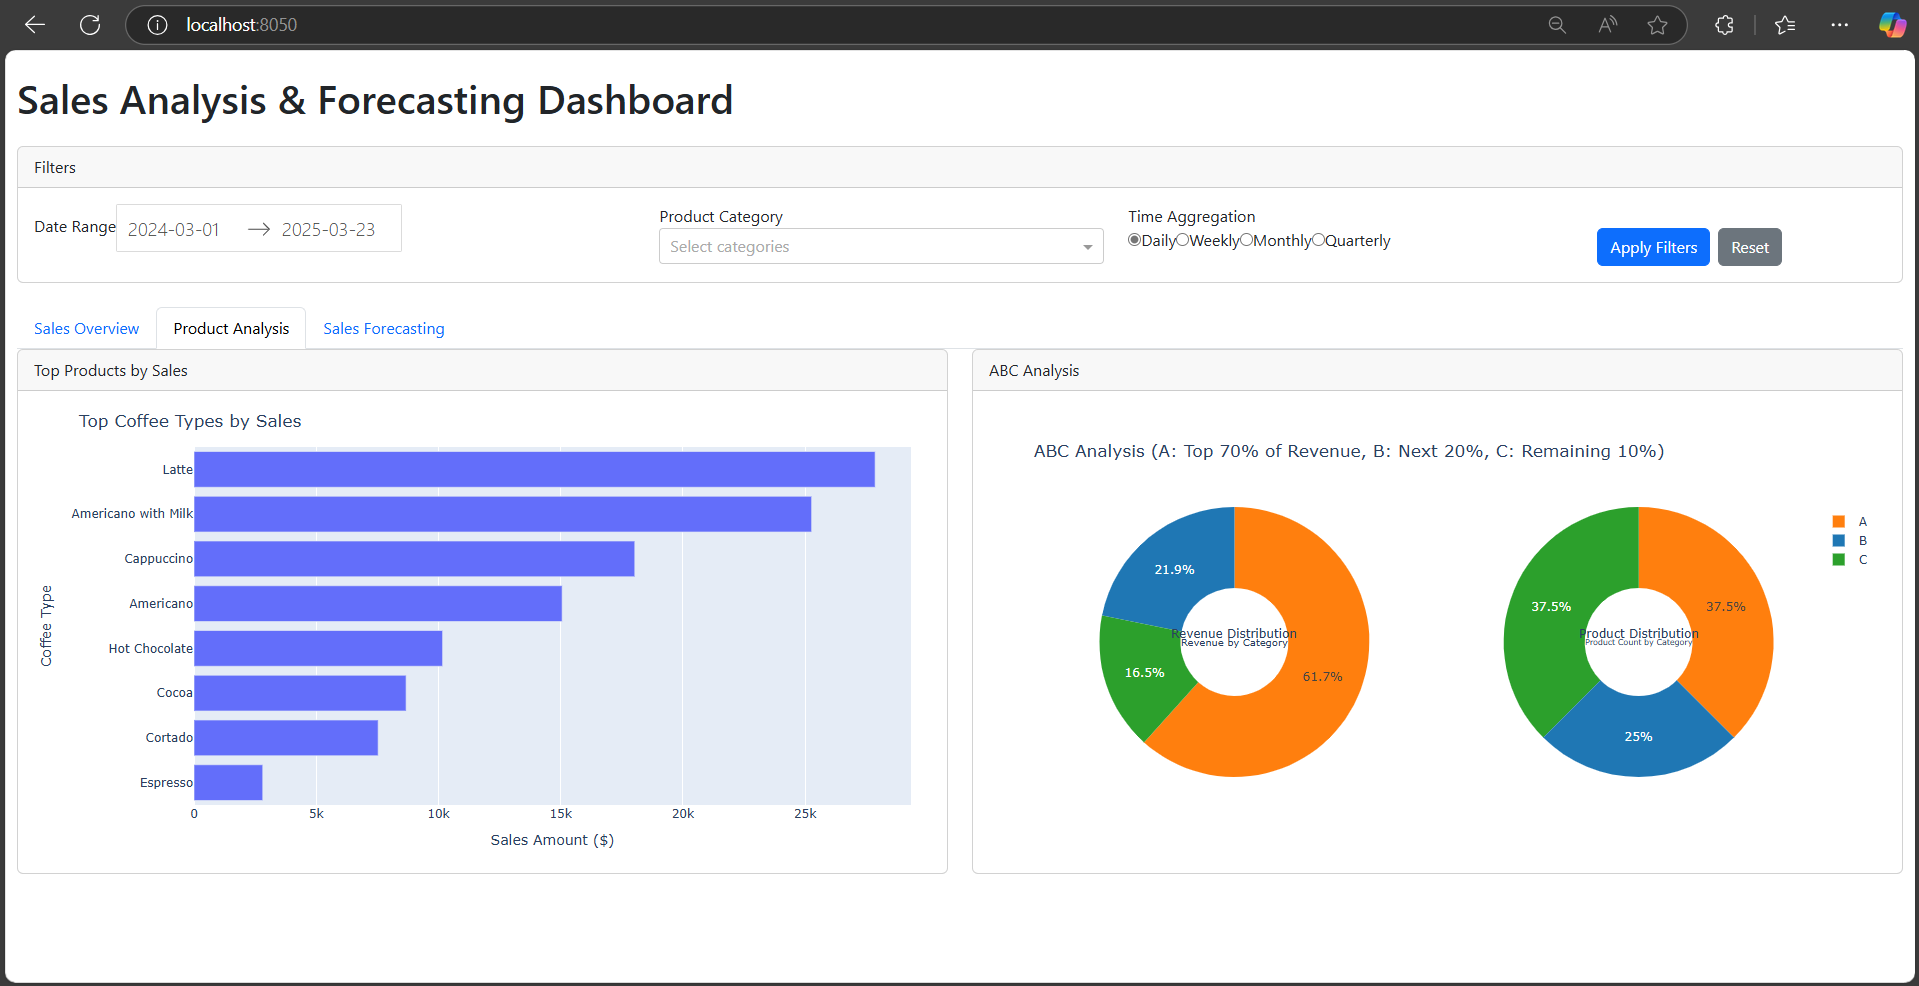 localhost:8050
Sales Analysis & Forecasting Dashboard
Filters
Date Range 2024-03-01 → 2025-03-23
Product Category
Select categories
Time Aggregation
Daily Weekly Monthly Quarterly
Apply Filters Reset
Sales Overview Product Analysis Sales Forecasting
Top Products by Sales
Top Coffee Types by Sales
Coffee Type
Latte
Americano with Milk
Cappuccino
Americano
Hot Chocolate
Cocoa
Cortado
Espresso
0 5k 10k 15k 20k 25k
Sales Amount ($)
ABC Analysis
ABC Analysis (A: Top 70% of Revenue, B: Next 20%, C: Remaining 10%)
21.9%
16.5%
61.7%
Revenue Distribution
Revenue by Category
37.5%
37.5%
25%
Product Distribution
Product Count by Category
A
B
C